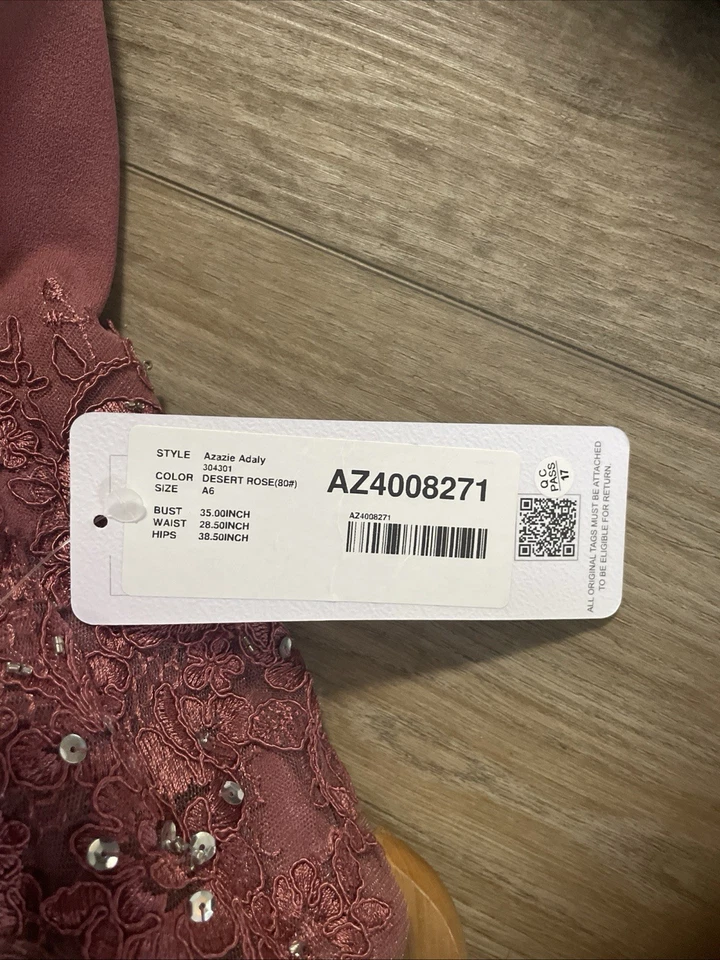 STYLE Azazie Adaly
304301
COLOR DESERT ROSE(80#)
SIZE A6
BUST 35.00INCH
WAIST 28.50INCH
HIPS 38.50INCH
AZ4008271
AZ4008271
QC
PASS
17
ALL ORIGINAL TAGS MUST BE ATTACHED
TO BE ELIGIBLE FOR RETURN.